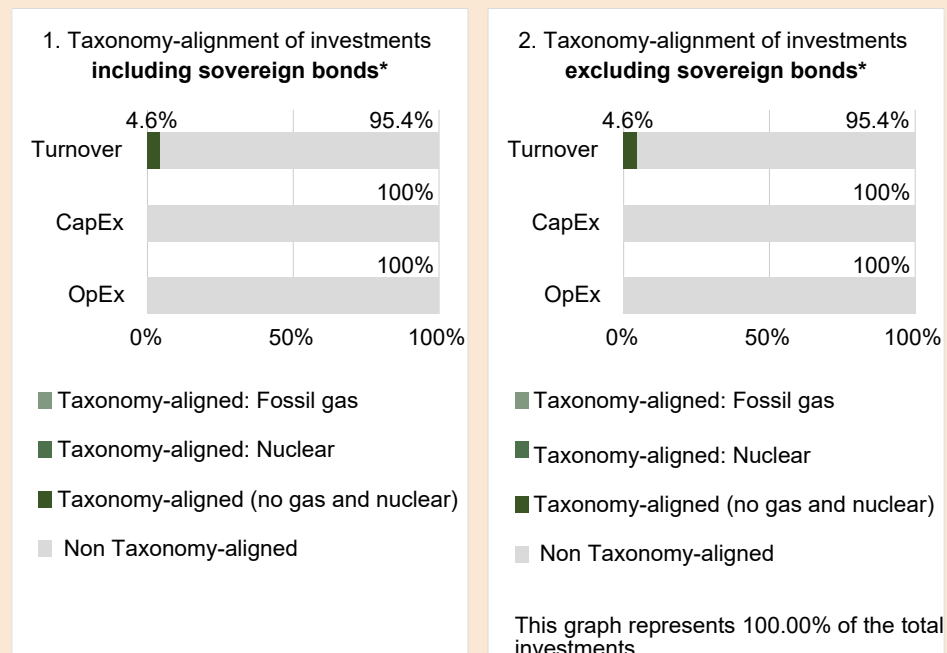 1. Taxonomy-alignment of investments
including sovereign bonds*
4.6% 95.4%
Turnover
100%
CapEx
100%
OpEx
0% 50% 100%
Taxonomy-aligned: Fossil gas
Taxonomy-aligned: Nuclear
Taxonomy-aligned (no gas and nuclear)
Non Taxonomy-aligned
2. Taxonomy-alignment of investments
excluding sovereign bonds*
4.6% 95.4%
Turnover
100%
CapEx
100%
OpEx
0% 50% 100%
Taxonomy-aligned: Fossil gas
Taxonomy-aligned: Nuclear
Taxonomy-aligned (no gas and nuclear)
Non Taxonomy-aligned
This graph represents 100.00% of the total
investments